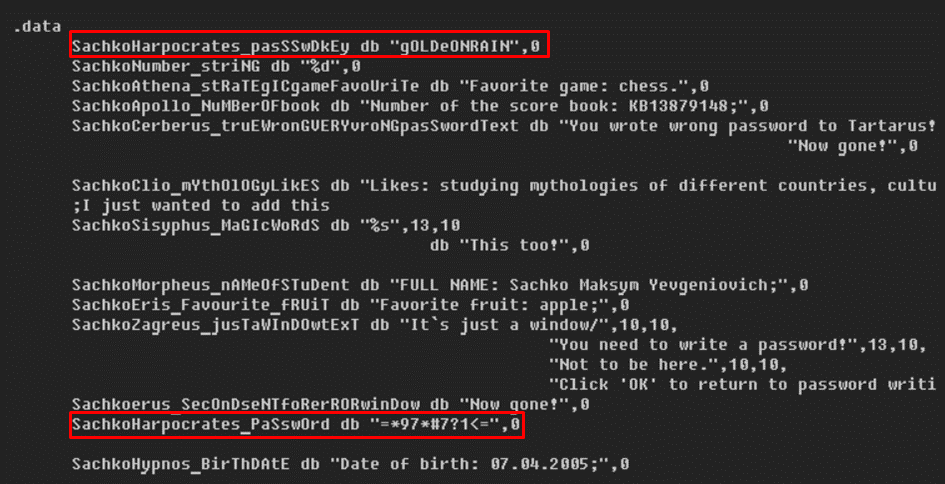 .data
SachkoHarpocrates_pasSSwDkEy db "gOLDeONRAIN",0
SachkoNumber_striNG db "%d",0
SachkoAthena_stRaTEgICgameFavoUriTe db "Favorite game: chess.",0
SachkoApollo_NuMBerOFbook db "Number of the score book: KB13879148;",0
SachkoCerberus_truEWronGVERYvroNGpasSwordText db "You wrote wrong password to Tartarus!
"Now gone!",0
SachkoClio_mYthOlOGyLikES db "Likes: studying mythologies of different countries, cultu
;I just wanted to add this
SachkoSisyphus_MaGIcWoRdS db "%s",13,10
db "This too!",0
SachkoMorpheus_nAMeOfSTuDent db "FULL NAME: Sachko Maksym Yevgeniovich;",0
SachkoEris_Favourite_fRUiT db "Favorite fruit: apple;",0
SachkoZagreus_jusTaWInDOwtExT db "It`s just a window/",10,10,
"You need to write a password!",13,10,
"Not to be here.",10,10,
"Click 'OK' to return to password writi
Sachkoerus_SecOnDseNTfoRerRORwinDow db "Now gone!",0
SachkoHarpocrates_PaSswOrd db "=*97*#7?1<=",0
SachkoHypnos_BirThDAtE db "Date of birth: 07.04.2005;",0